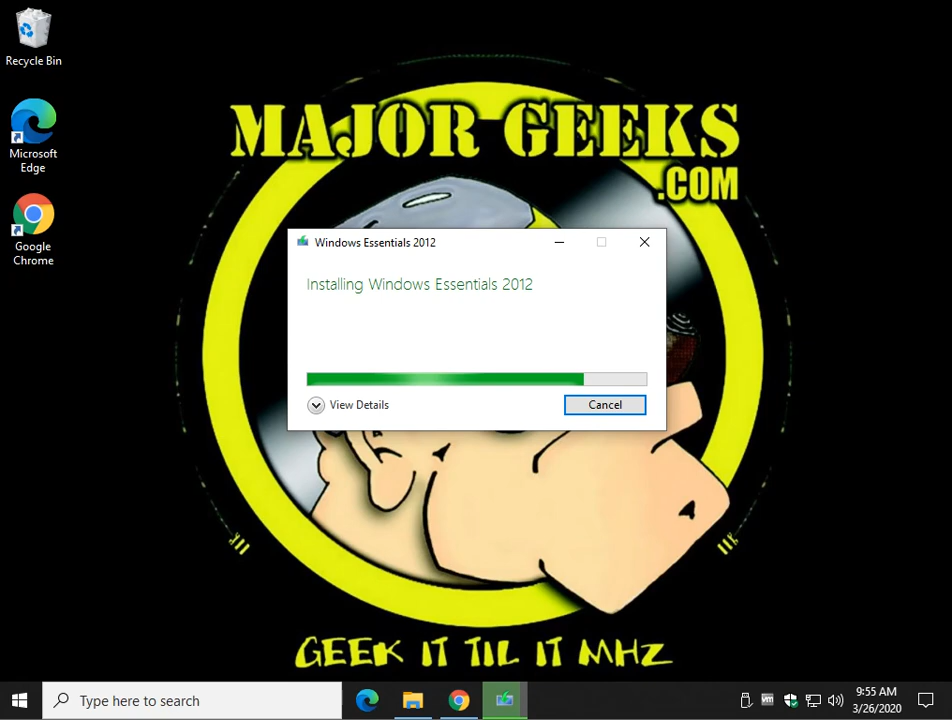 Recycle Bin
Microsoft
Edge
Google
Chrome
MAJOR GEEKS
.COM
Windows Essentials 2012
Installing Windows Essentials 2012
View Details
Cancel
GEEK IT TIL IT MHZ
Type here to search
vm
9:55 AM
3/26/2020